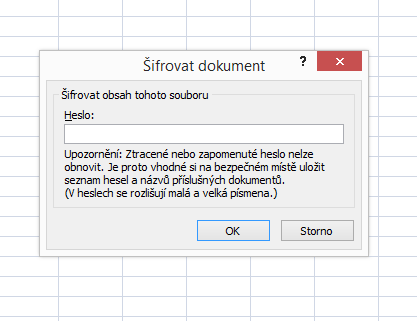 Šifrovat dokument
?
Šifrovat obsah tohoto souboru
Heslo:
Upozornění: Ztracené nebo zapomenuté heslo nelze
obnovit. Je proto vhodné si na bezpečném místě uložit
seznam hesel a názvů příslušných dokumentů.
(V heslech se rozlišují malá a velká písmena.)
OK
Storno